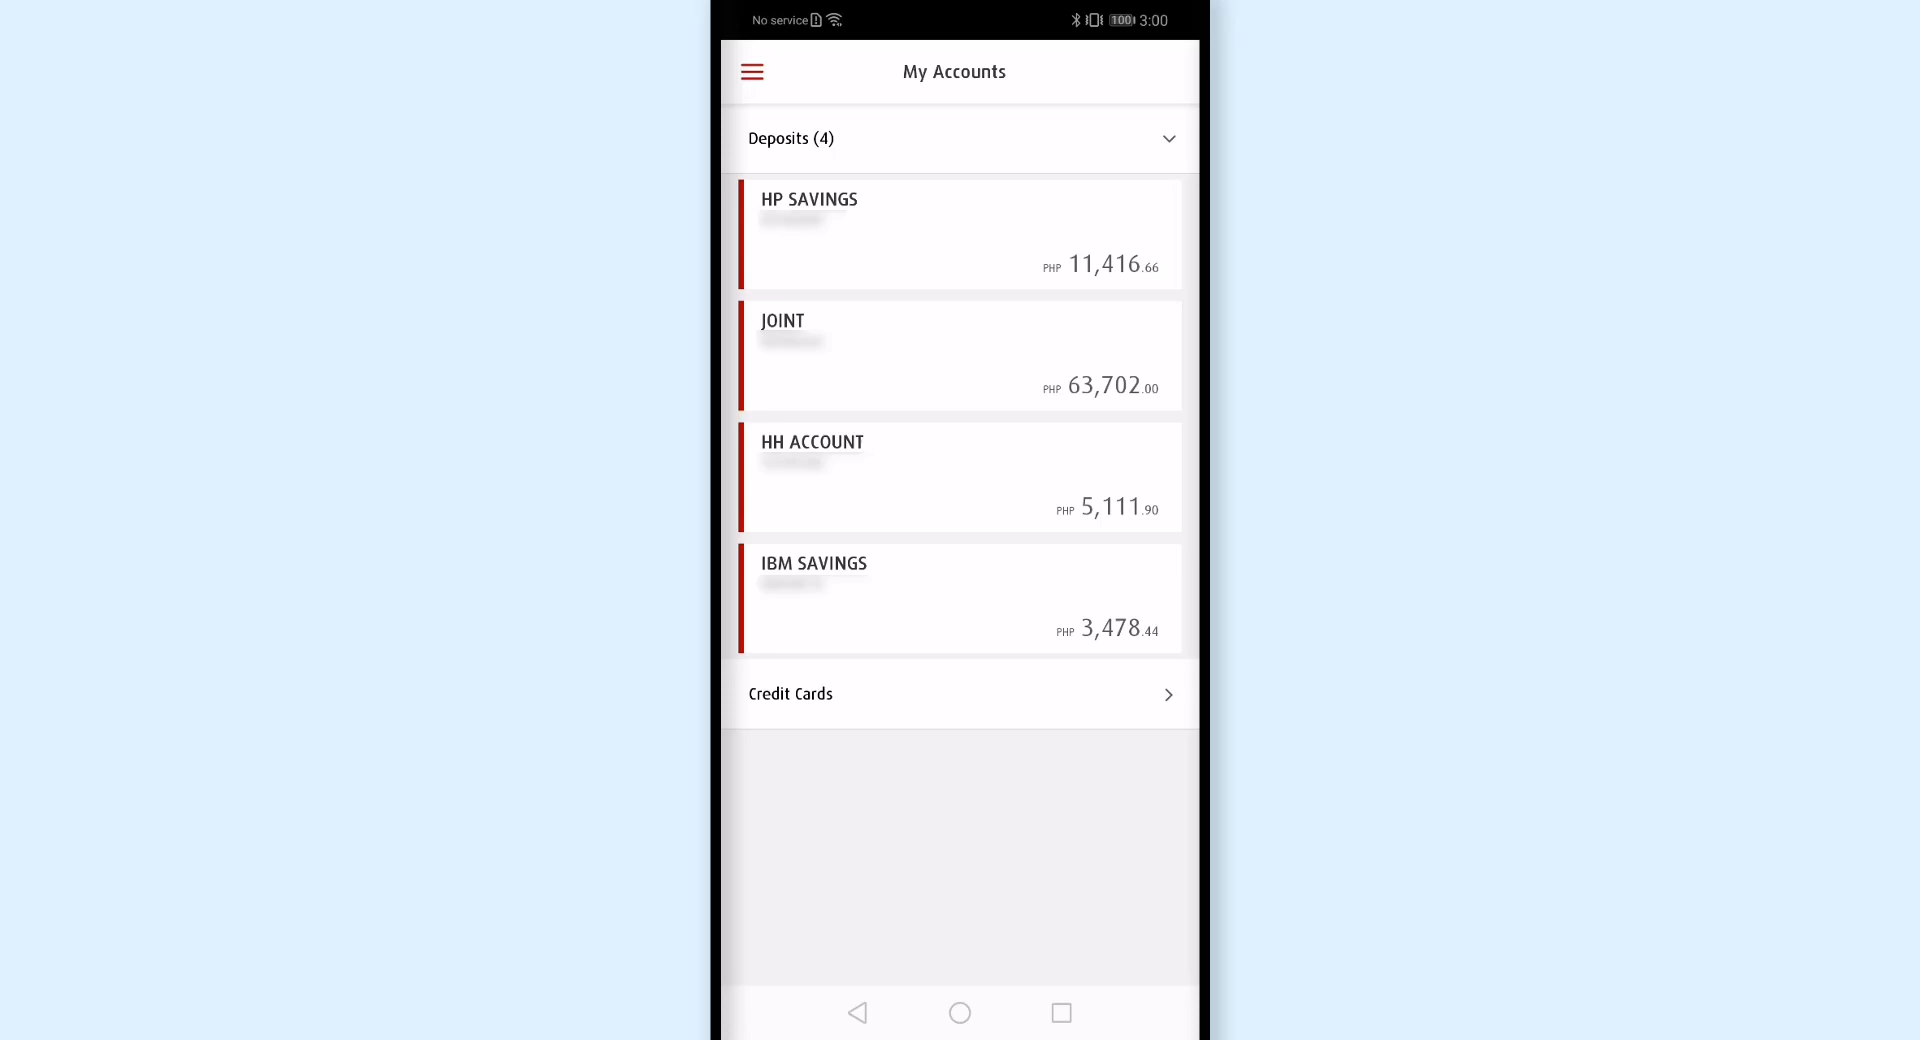 No service
100 3:00
My Accounts
Deposits (4)
HP SAVINGS
PHP 11,416.66
JOINT
PHP 63,702.00
HH ACCOUNT
PHP 5,111.90
IBM SAVINGS
PHP 3,478.44
Credit Cards